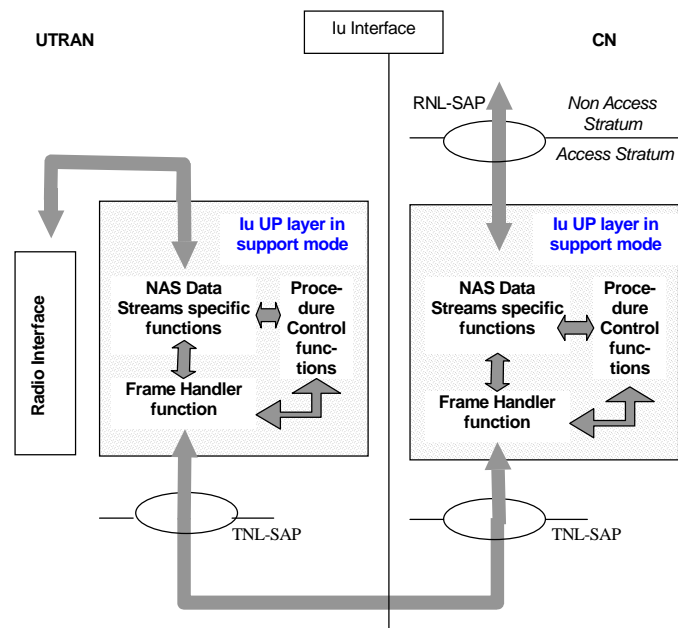 Iu Interface
UTRAN
CN
RNL-SAP
Non Access
Stratum
Access Stratum
Iu UP layer in
support mode
NAS Data
Streams specific
functions
Proce-
dure
Control
func-
tions
Frame Handler
function
Radio Interface
TNL-SAP
Iu UP layer in
support mode
NAS Data
Streams specific
functions
Proce-
dure
Control
func-
tions
Frame Handler
function
TNL-SAP